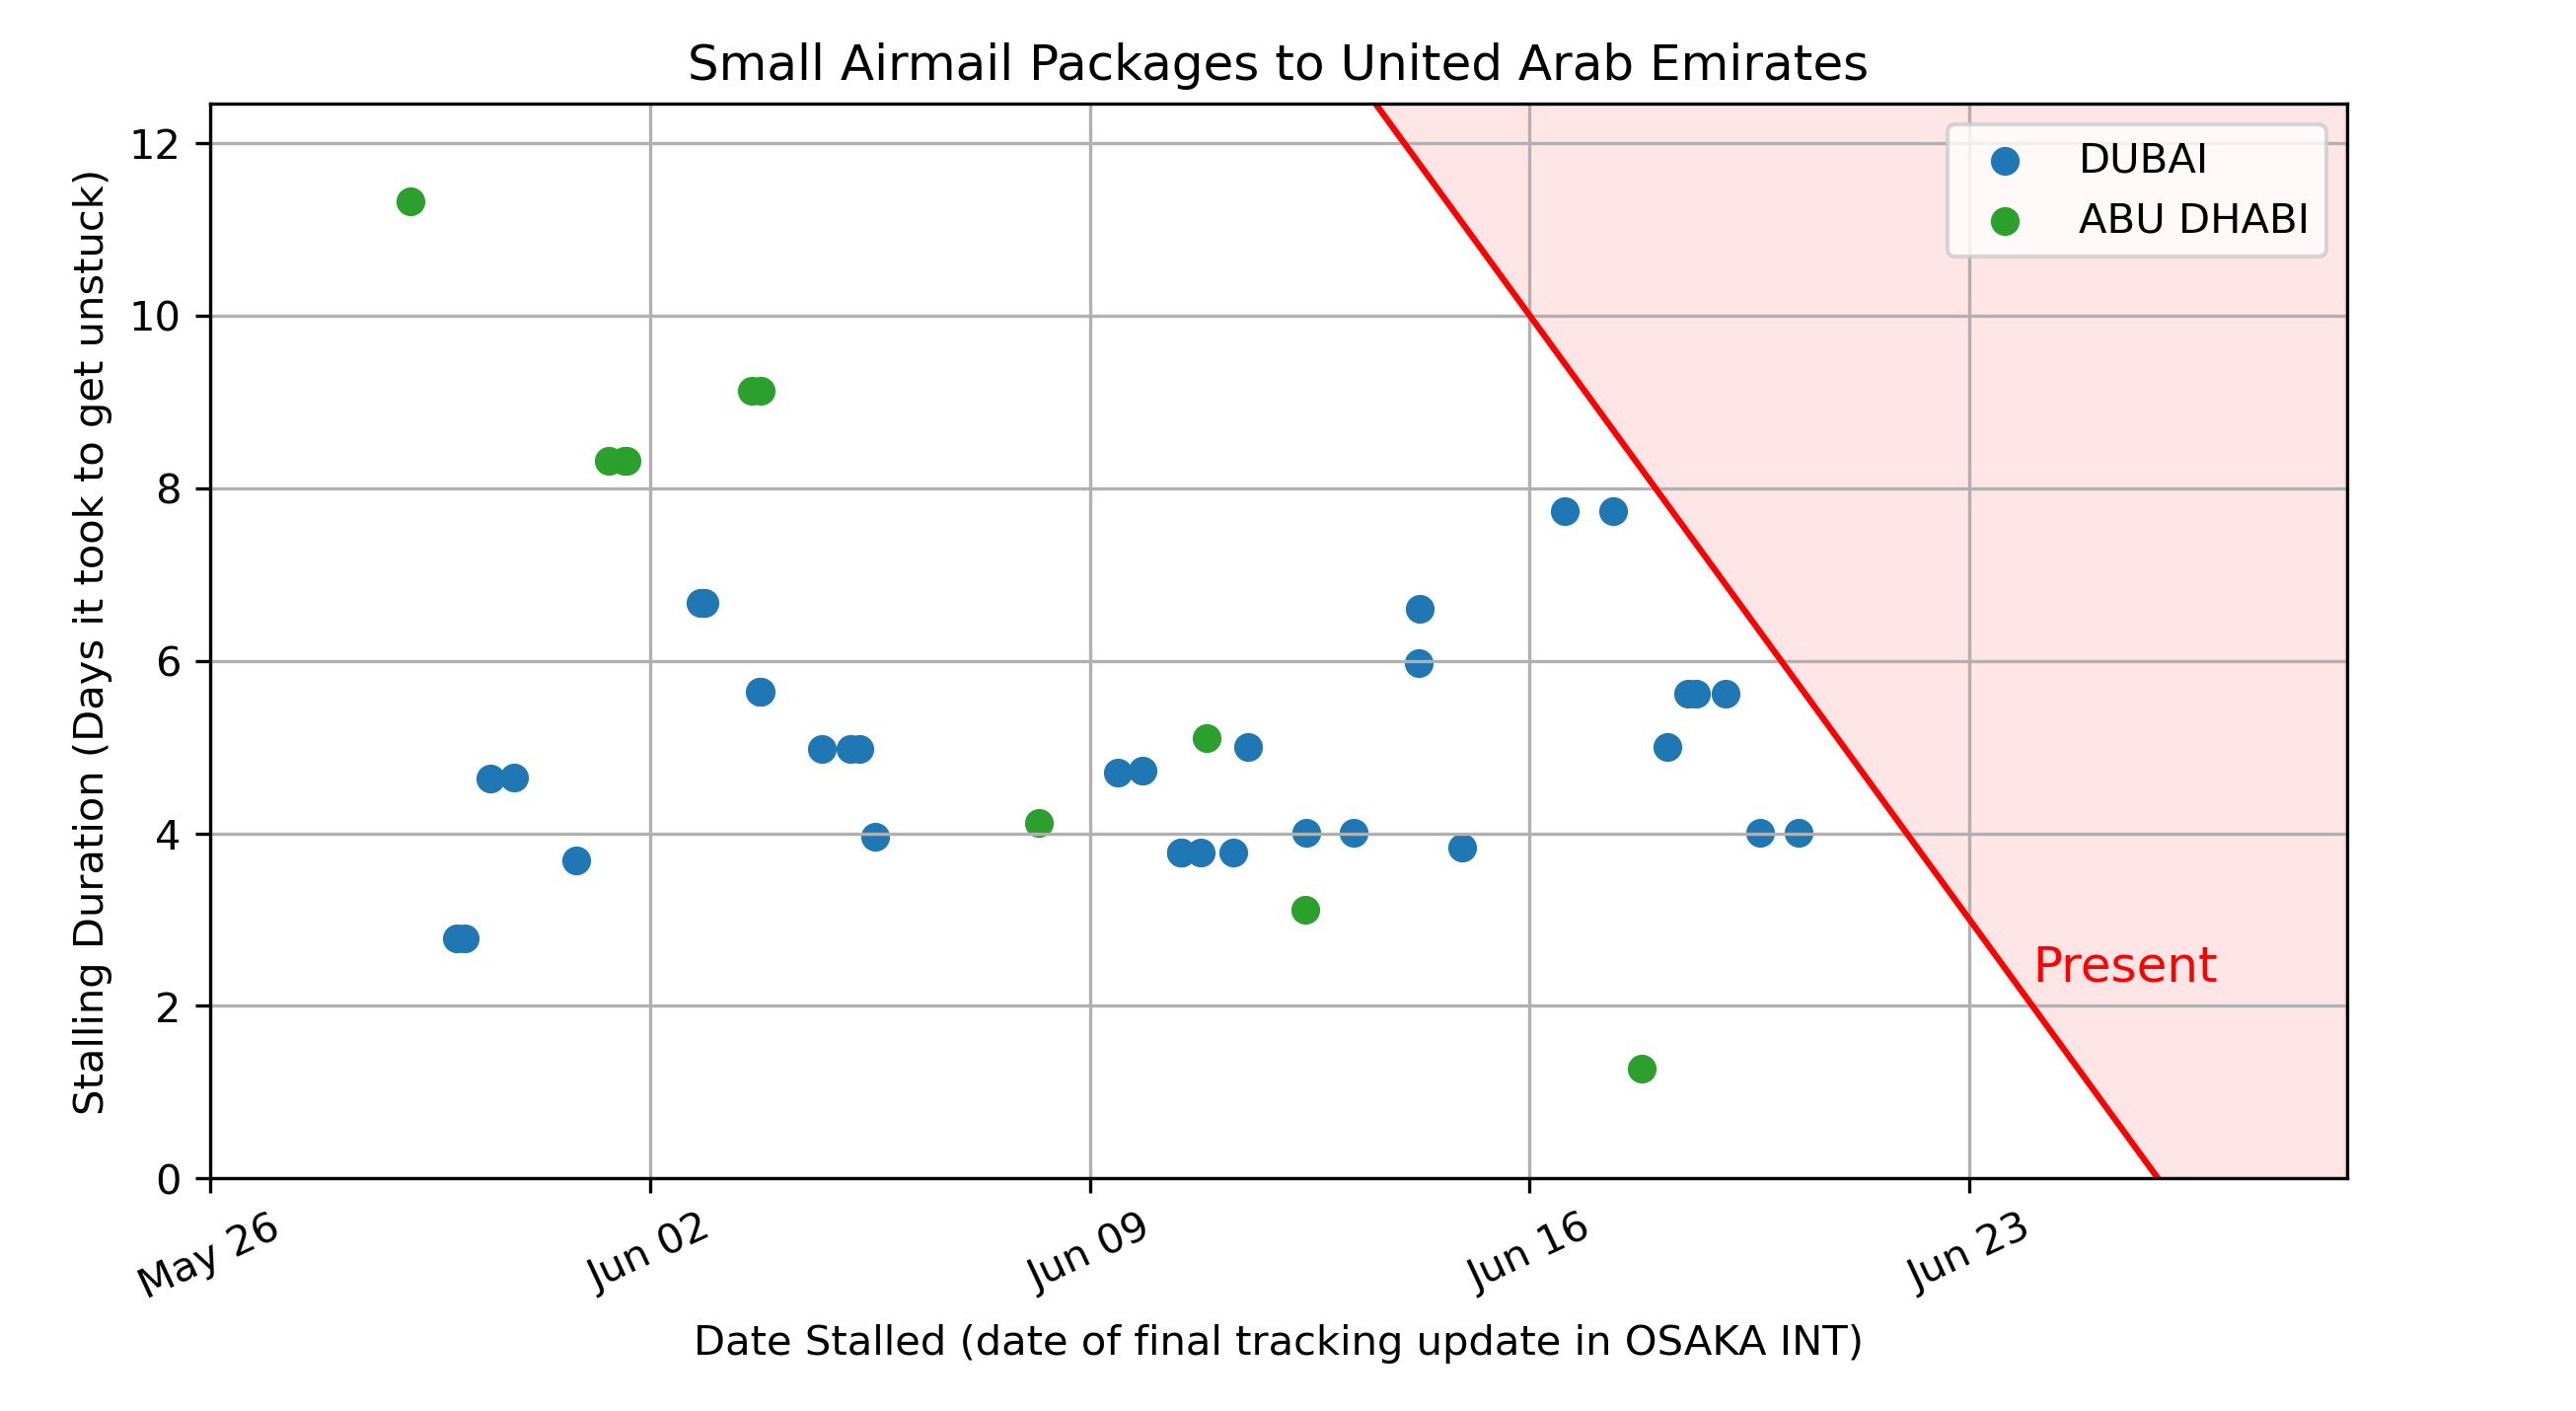 Small Airmail Packages to United Arab Emirates
Stalling Duration (Days it took to get unstuck)
12
10
8
6
4
2
0
DUBAI
ABU DHABI
Present
May 26
Jun 02
Jun 09
Jun 16
Jun 23
Date Stalled (date of final tracking update in OSAKA INT)